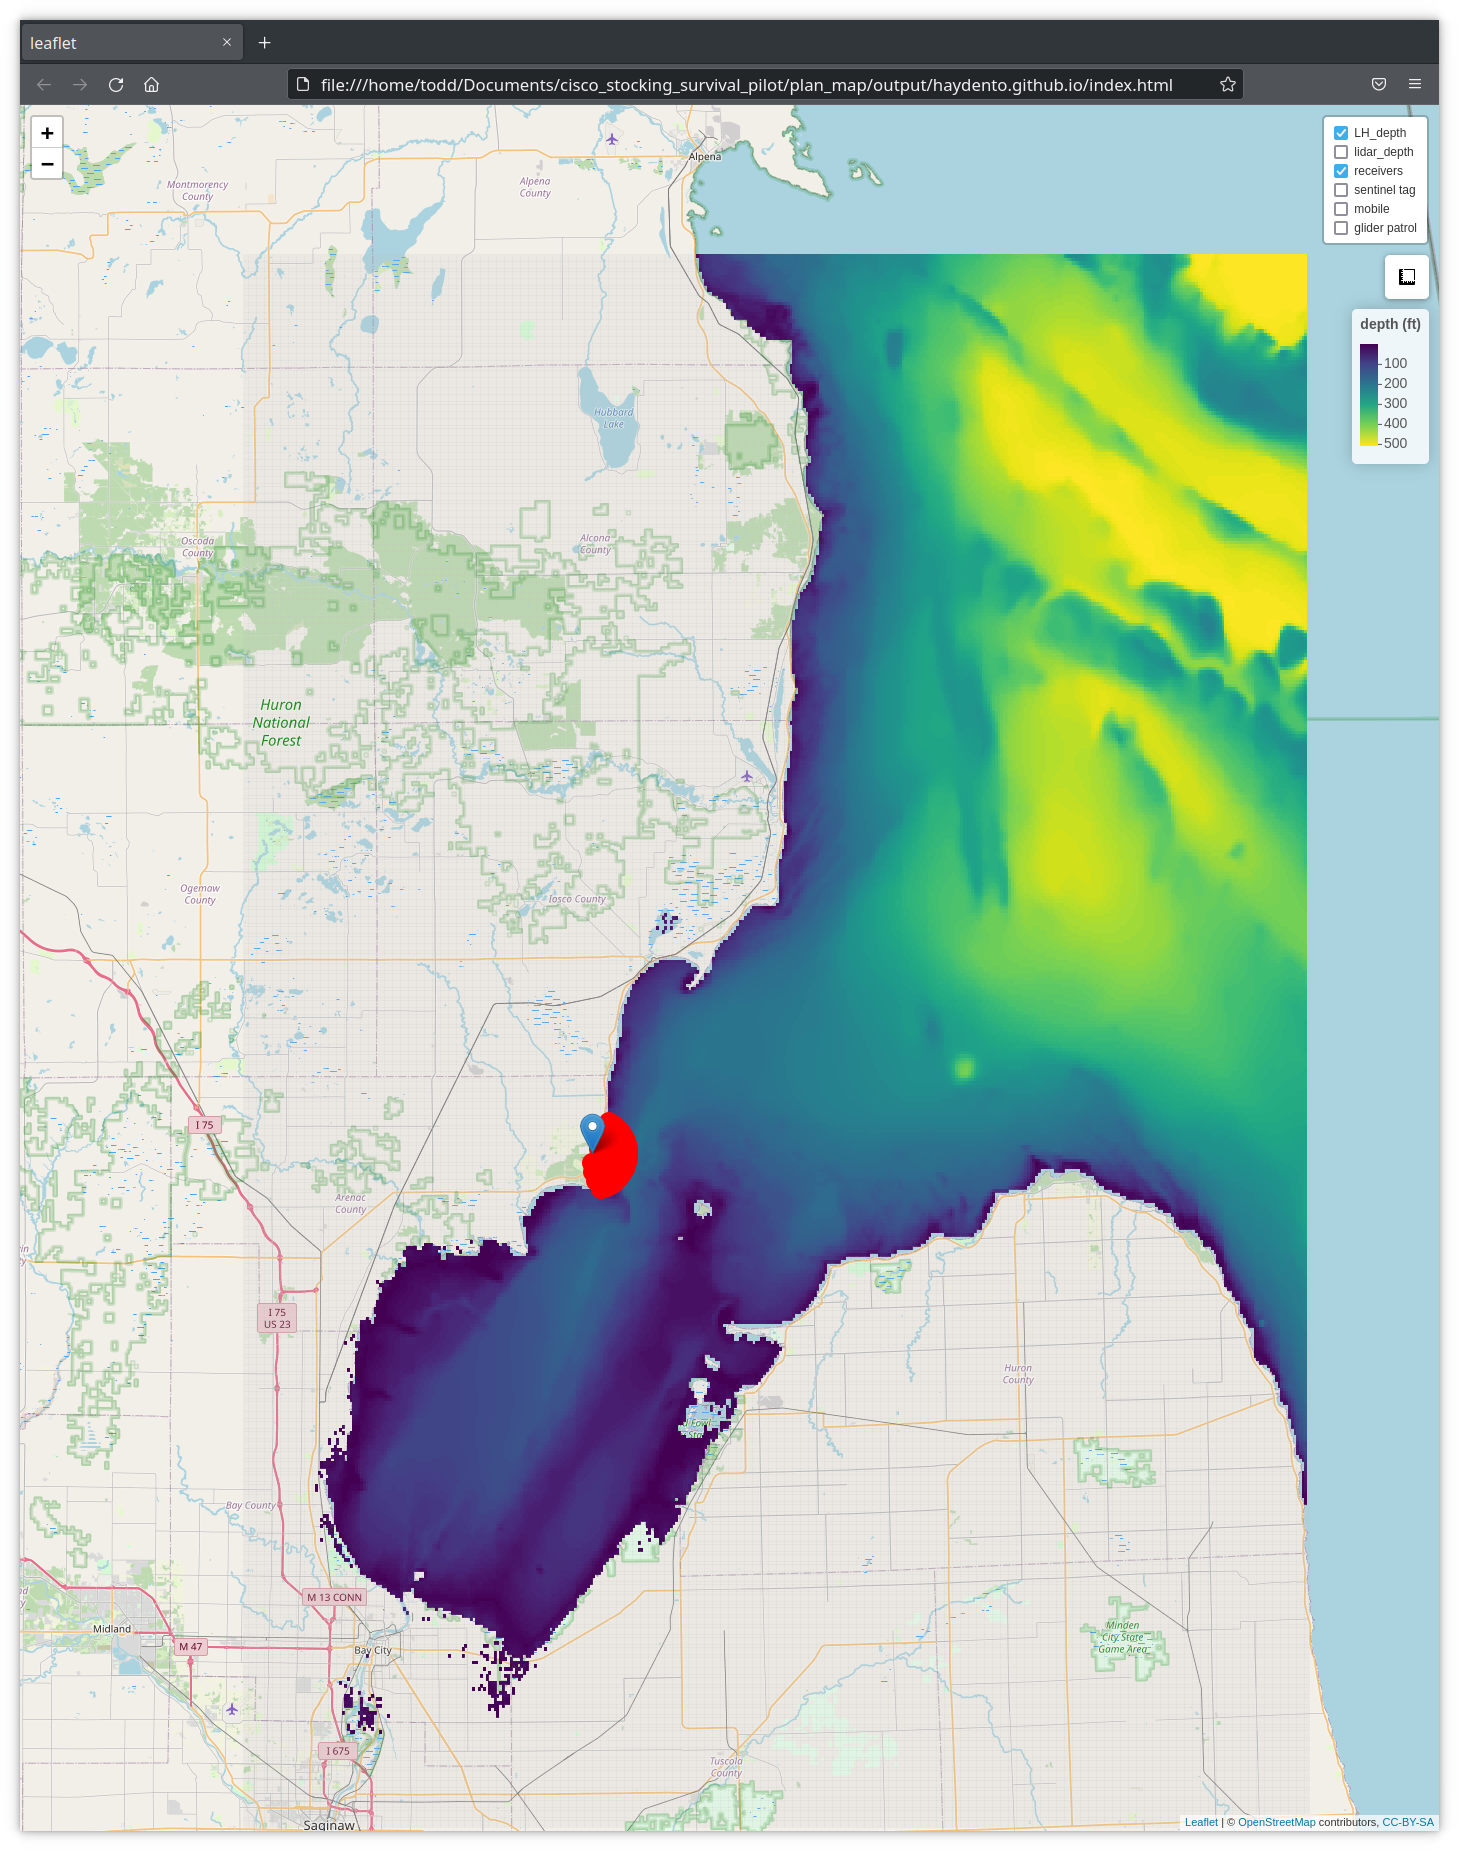 leaflet
file:///home/todd/Documents/cisco_stocking_survival_pilot/plan_map/output/haydento.github.io/index.html
+
−
LH_depth
lidar_depth
receivers
sentinel tag
mobile
glider patrol
depth (ft)
100
200
300
400
500
Alpena
Montmorency
County
Alpena
County
Hubbard
Lake
Oscoda
County
Alcona
County
Huron
National
Forest
Ogemaw
County
Iosco County
I 75
Arenac
County
I 75
US 23
Huron
County
Bay County
M 13 CONN
Midland
M 47
Bay City
Minden
City State
Game Area
I 675
Tuscola
County
Saginaw
Leaflet | © OpenStreetMap contributors, CC-BY-SA